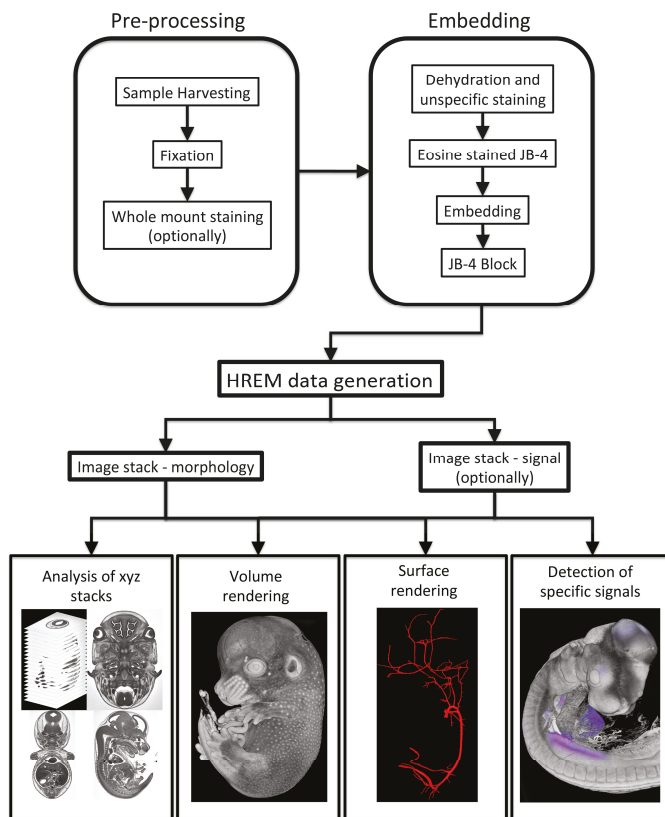 Pre-processing
Sample Harvesting
Fixation
Whole mount staining
(optionally)
Embedding
Dehydration and
unspecific staining
Eosine stained JB-4
Embedding
JB-4 Block
HREM data generation
Image stack - morphology
Image stack - signal
(optionally)
Analysis of xyz
stacks
Volume
rendering
Surface
rendering
Detection of
specific signals